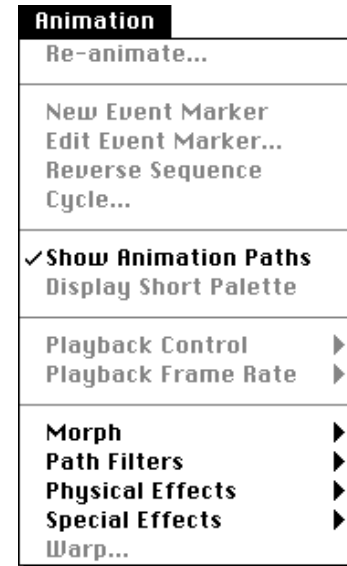 Animation
Re-animate...
New Event Marker
Edit Event Marker...
Reverse Sequence
Cycle...
✓Show Animation Paths
Display Short Palette
Playback Control
Playback Frame Rate
Morph
Path Filters
Physical Effects
Special Effects
Warp...